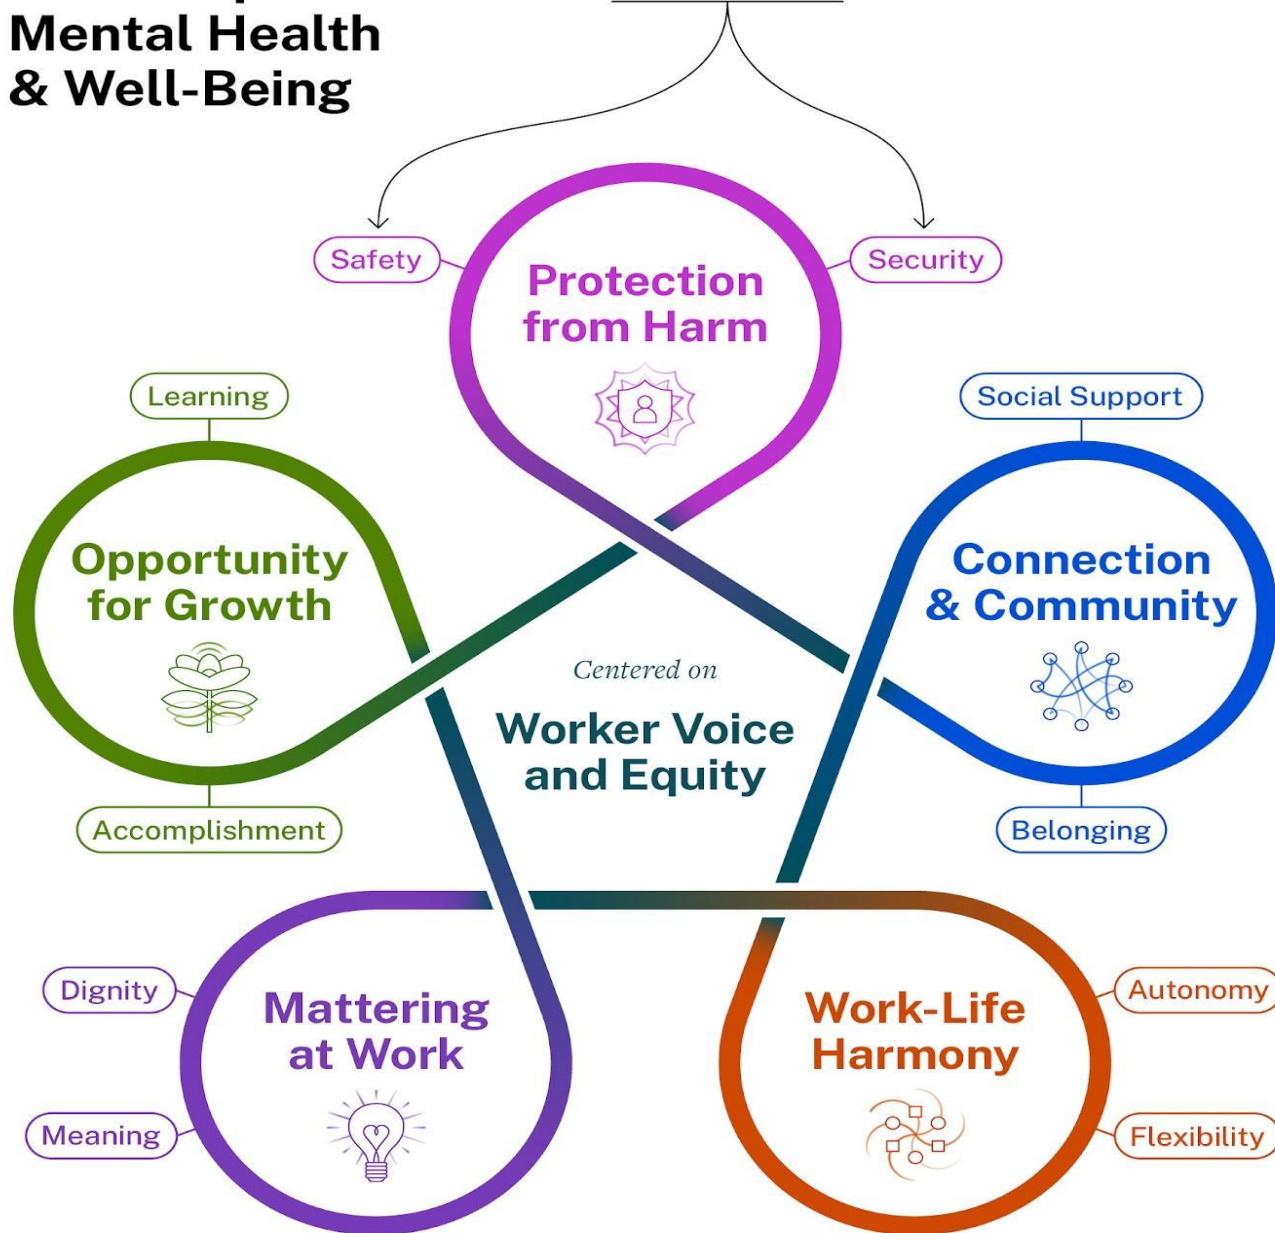 Mental Health
& Well-Being
Safety
Security
Protection
from Harm
Learning
Social Support
Opportunity
for Growth
Connection
& Community
Centered on
Worker Voice
and Equity
Accomplishment
Belonging
Dignity
Autonomy
Mattering
at Work
Work-Life
Harmony
Meaning
Flexibility